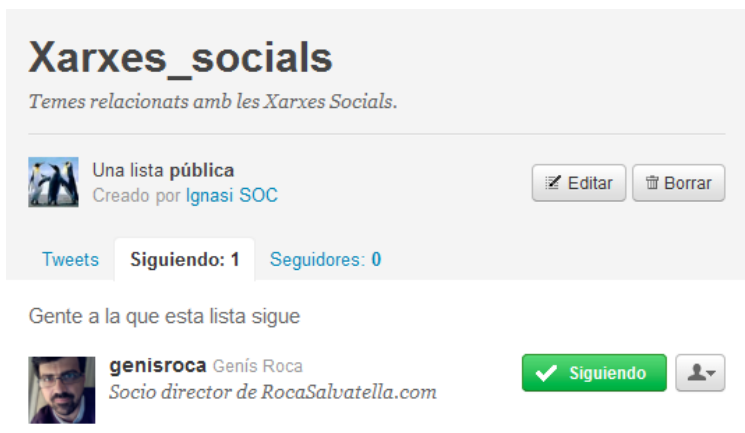 Xarxes_socials
Temes relacionats amb les Xarxes Socials.
Una lista pública
Creado por Ignasi SOC
Editar
Borrar
Tweets Siguiendo: 1 Seguidores: 0
Gente a la que esta lista sigue
genisroca Genís Roca
Socio director de RocaSalvatella.com
Siguiendo